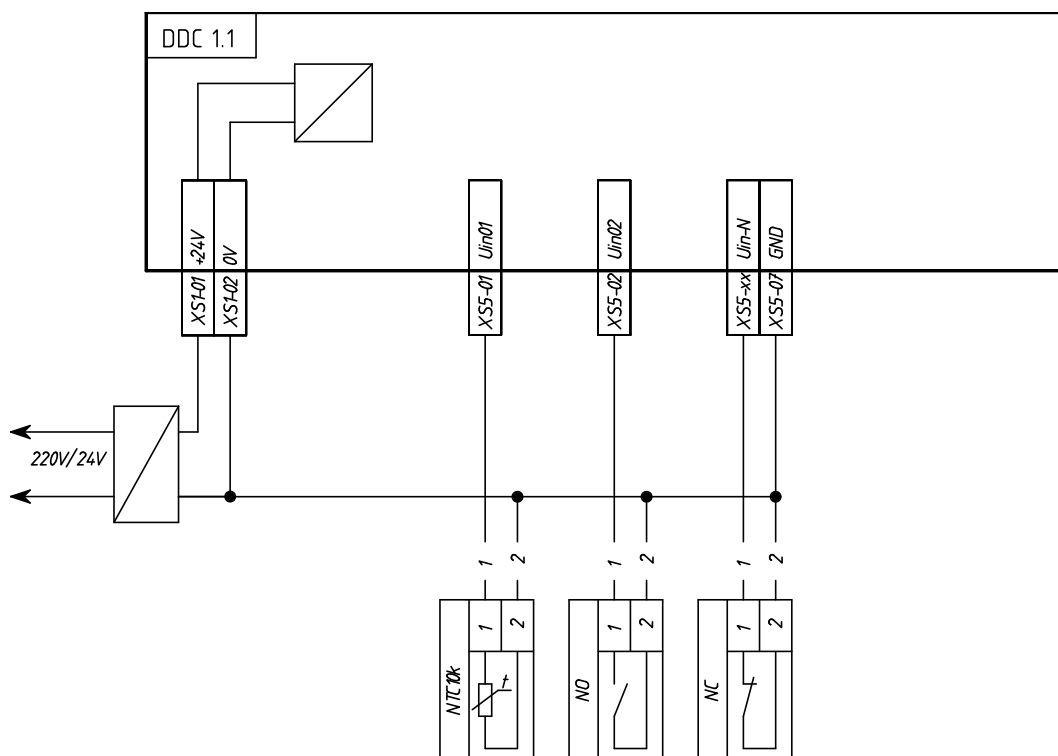 DDC 1.1
XS1-01 +24V
XS1-02 0V
XS5-01 Uin01
XS5-02 Uin02
XS5-xx Uin-N
XS5-07 GND
220V/24V
1 2
1 2
1 2
NTC10k 1 2
t
NO 1 2
NC 1 2